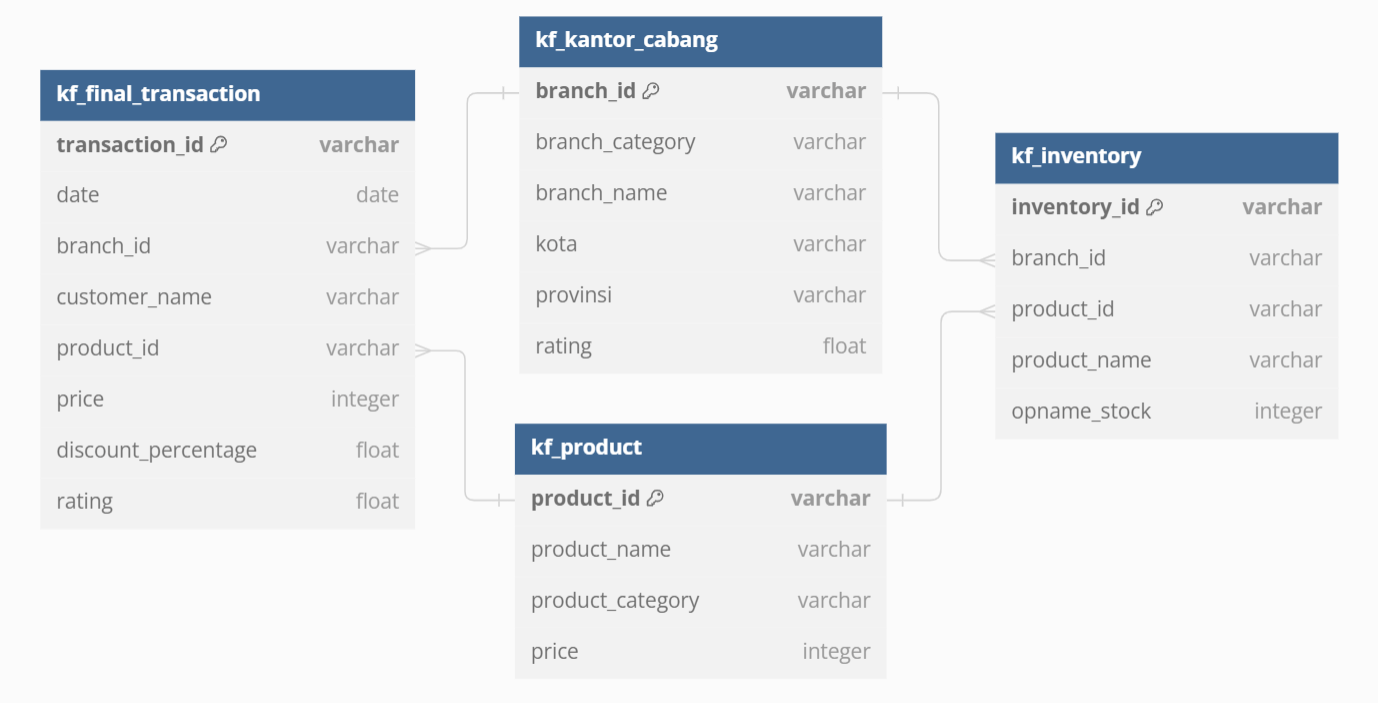 kf_final_transaction
transaction_id varchar
date date
branch_id varchar
customer_name varchar
product_id varchar
price integer
discount_percentage float
rating float
kf_kantor_cabang
branch_id varchar
branch_category varchar
branch_name varchar
kota varchar
provinsi varchar
rating float
kf_product
product_id varchar
product_name varchar
product_category varchar
price integer
kf_inventory
inventory_id varchar
branch_id varchar
product_id varchar
product_name varchar
opname_stock integer